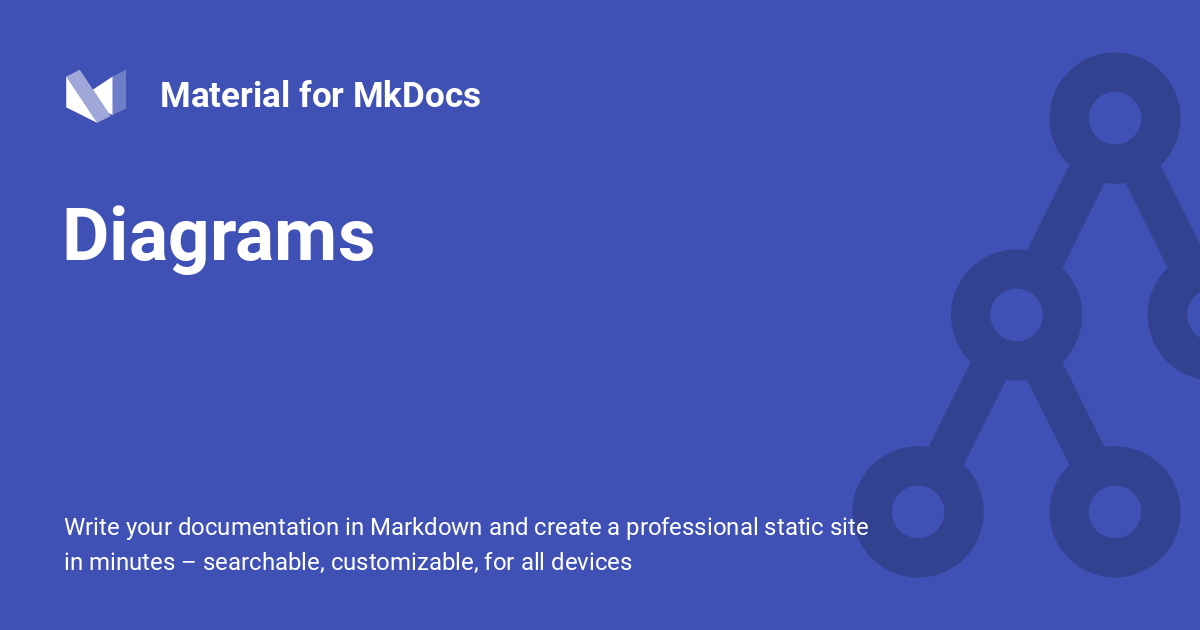 Material for MkDocs
Diagrams
Write your documentation in Markdown and create a professional static site
in minutes – searchable, customizable, for all devices